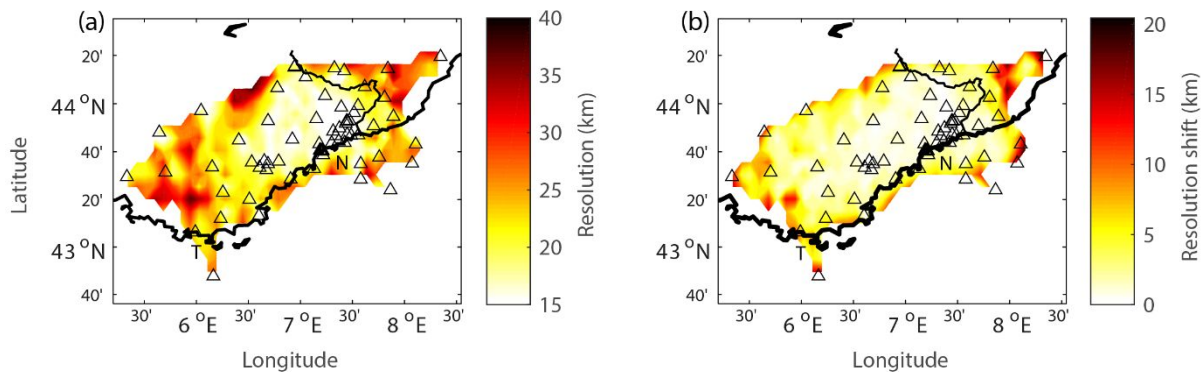 (a)
20'
44 °N
40'
20'
43 °N
40'
Latitude
N
T
30' 6 °E 30' 7 °E 30' 8 °E 30'
Longitude
40
35
30
25
20
15
Resolution (km)
(b)
20'
44 °N
40'
20'
43 °N
40'
N
T
30' 6 °E 30' 7 °E 30' 8 °E 30'
Longitude
20
15
10
5
0
Resolution shift (km)